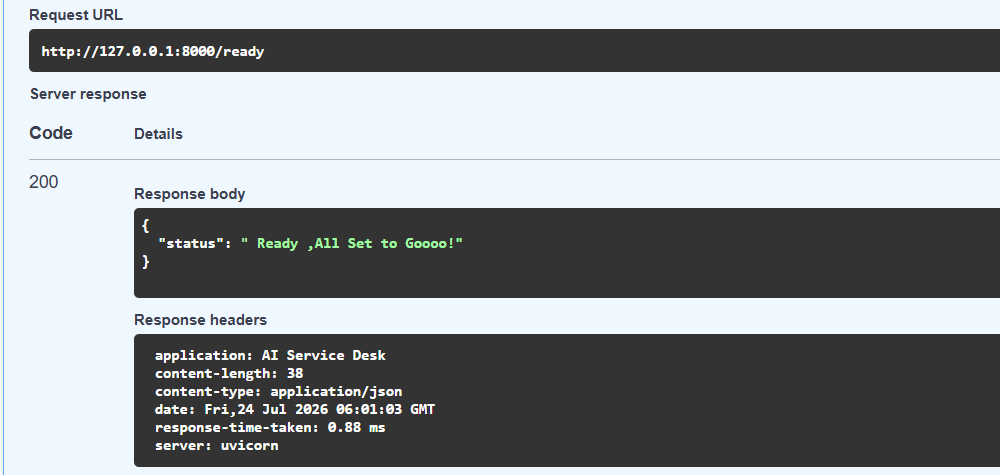 Request URL
http://127.0.0.1:8000/ready
Server response
Code Details
200
Response body
{
"status": " Ready ,All Set to Goooo!"
}
Response headers
application: AI Service Desk
content-length: 38
content-type: application/json
date: Fri,24 Jul 2026 06:01:03 GMT
response-time-taken: 0.88 ms
server: uvicorn